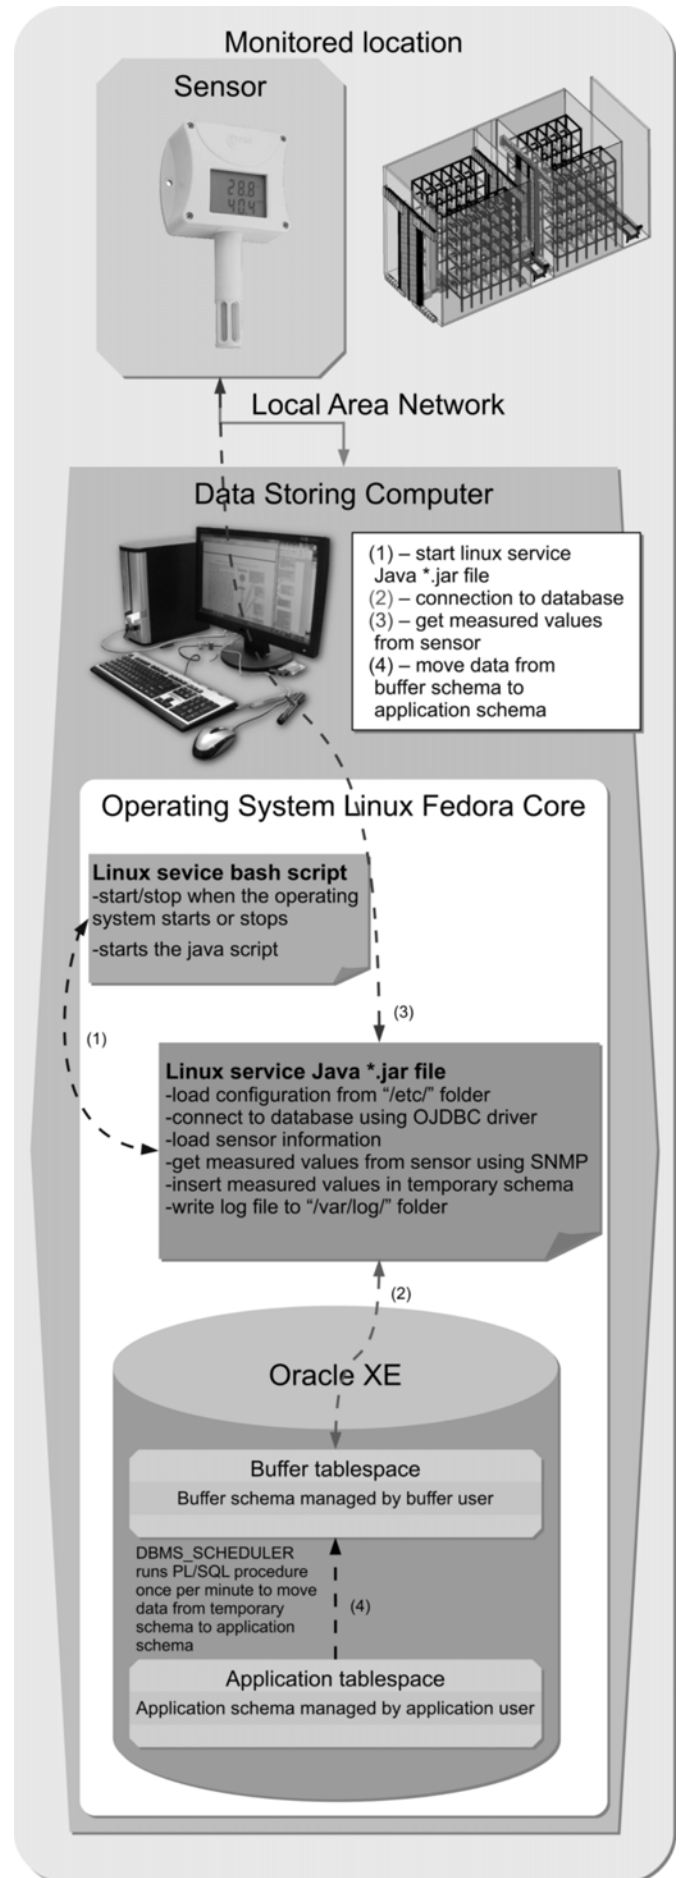 Monitored location
Sensor
28.8
40.4
Local Area Network
Data Storing Computer
(1) – start linux service
Java *.jar file
(2) – connection to database
(3) – get measured values
from sensor
(4) – move data from
buffer schema to
application schema
Operating System Linux Fedora Core
Linux sevice bash script
-start/stop when the operating
system starts or stops
-starts the java script
(3)
(1)
Linux service Java *.jar file
-load configuration from “/etc/” folder
-connect to database using OJDBC driver
-load sensor information
-get measured values from sensor using SNMP
-insert measured values in temporary schema
-write log file to “/var/log/” folder
(2)
Oracle XE
Buffer tablespace
Buffer schema managed by buffer user
DBMS_SCHEDULER
runs PL/SQL procedure
once per minute to move
data from temporary
schema to application
schema
(4)
Application tablespace
Application schema managed by application user